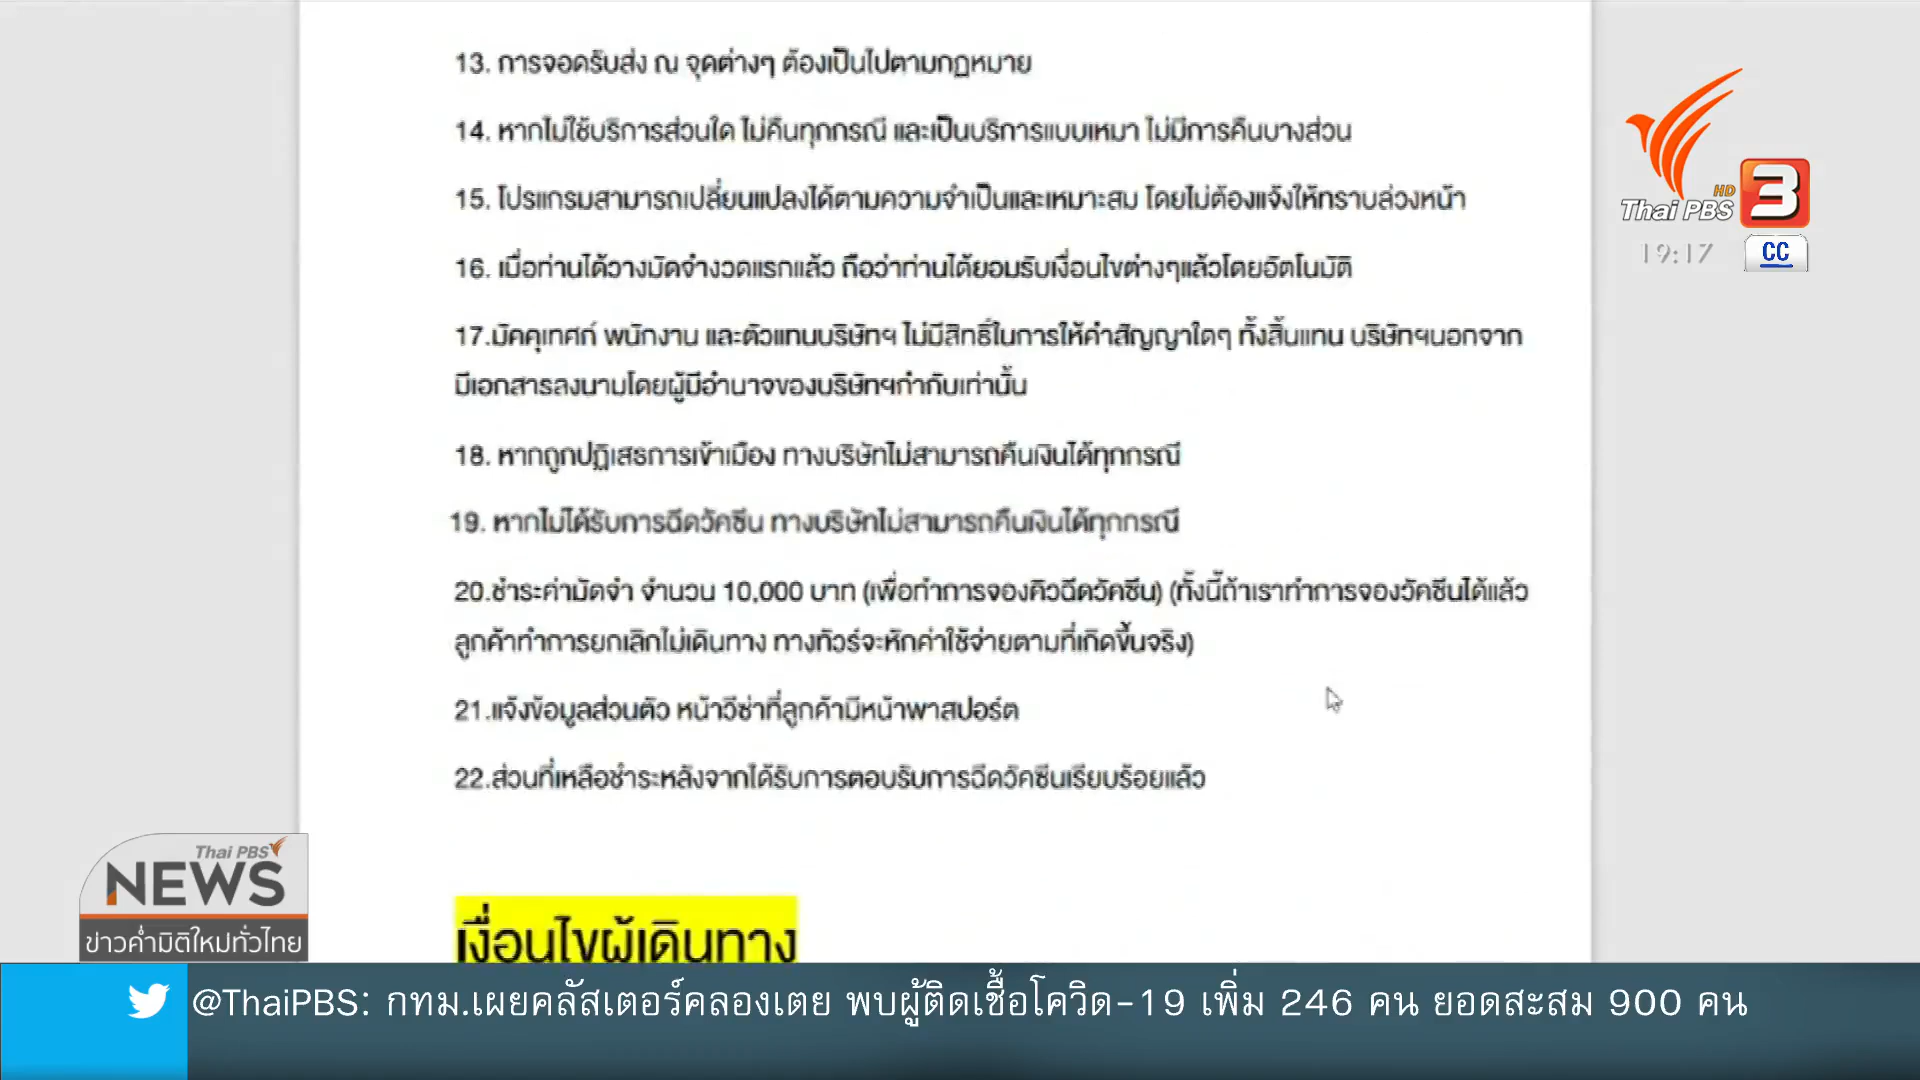 13. การจอดรับส่ง ณ จุดต่างๆ ต้องเป็นไปตามกฎหมาย
14. หากไม่ใช้บริการส่วนใด ไม่คืนทุกกรณี และเป็นบริการแบบเหมา ไม่มีการคืนบางส่วน
15. โปรแกรมสามารถเปลี่ยนแปลงได้ตามความจำเป็นและเหมาะสม โดยไม่ต้องแจ้งให้ทราบล่วงหน้า
16. เมื่อท่านได้วางมัดจำงวดแรกแล้ว ถือว่าท่านได้ยอมรับเงื่อนไขต่างๆแล้วโดยอัตโนมัติ
17.มัคคุเทศก์ พนักงาน และตัวแทนบริษัทฯ ไม่มีสิทธิ์ในการให้คำสัญญาใดๆ ทั้งสิ้นแทน บริษัทฯนอกจาก
มีเอกสารลงนามโดยผู้มีอำนาจของบริษัทฯกำกับเท่านั้น
18. หากถูกปฏิเสธการเข้าเมือง ทางบริษัทไม่สามารถคืนเงินได้ทุกกรณี
19. หากไม่ได้รับการฉีดวัคซีน ทางบริษัทไม่สามารถคืนเงินได้ทุกกรณี
20.ชำระค่ามัดจำ จำนวน 10,000 บาท (เพื่อทำการจองคิวฉีดวัคซีน) (ทั้งนี้ถ้าเราทำการจองวัคซีนได้แล้ว
ลูกค้าทำการยกเลิกไม่เดินทาง ทางทัวร์จะหักค่าใช้จ่ายตามที่เกิดขึ้นจริง)
21.แจ้งข้อมูลส่วนตัว หน้าวีซ่าที่ลูกค้ามีหน้าพาสปอร์ต
22.ส่วนที่เหลือชำระหลังจากได้รับการตอบรับการฉีดวัคซีนเรียบร้อยแล้ว
เงื่อนไขผู้เดินทาง
Thai PBS HD 3
19:17 CC
Thai PBS
NEWS
ข่าวค่ำมิติใหม่ทั่วไทย
@ThaiPBS: กทม.เผยคลัสเตอร์คลองเตย พบผู้ติดเชื้อโควิด-19 เพิ่ม 246 คน ยอดสะสม 900 คน